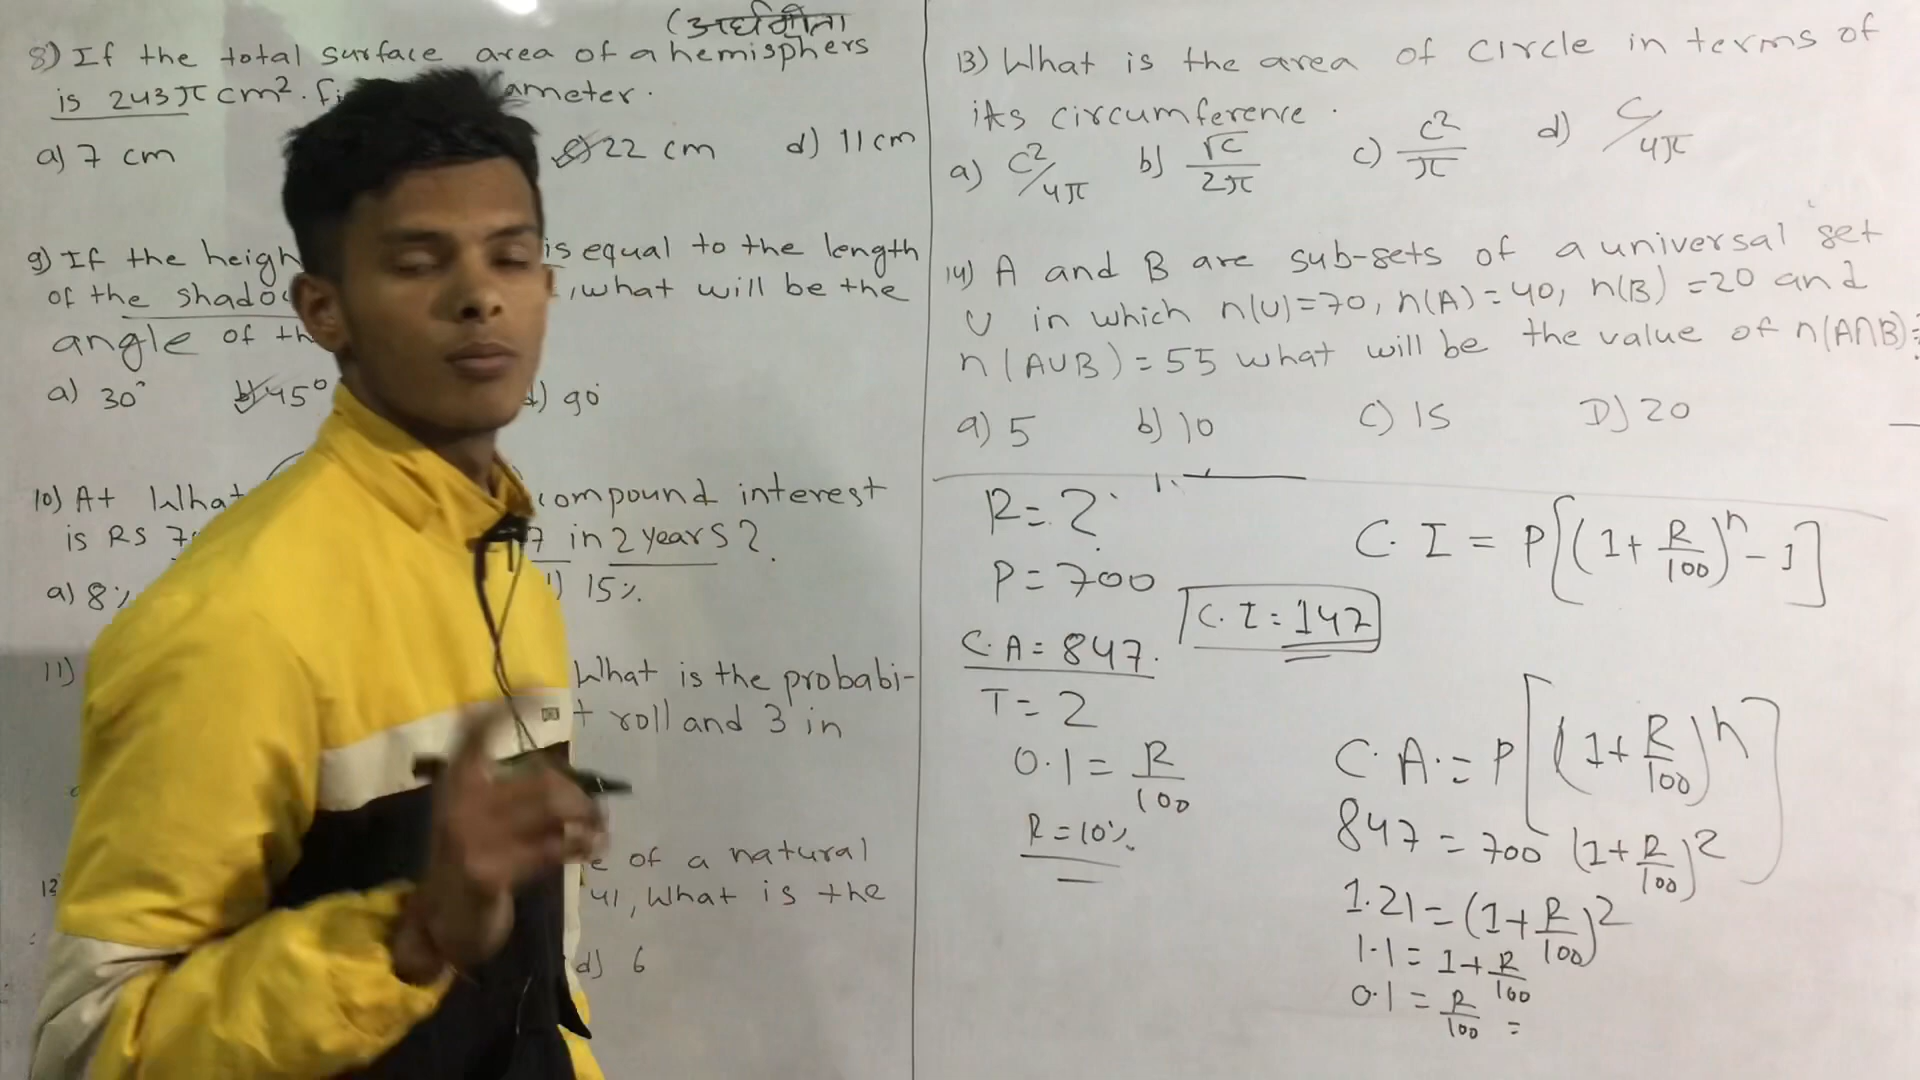 (अर्धगोला
8) If the total surface area of a hemisphers
is 243π cm². ameter.
a) 7 cm c) 22 cm d) 11 cm
9) If the heigh is equal to the length
of the shado , what will be the
angle of th
a) 30° b) 45° d) 90°
10) At What compound interest
is RS 7 7 in 2 years?
a) 8% d) 15%.
11) What is the probabi-
t roll and 3 in
12 e of a natural
41, What is the
d) 6
13) What is the area of circle in terms of
its circumference.
a) C²/4π b) √C/2π c) C²/π d) C/4π
14) A and B are sub-sets of a universal set
U in which n(U)=70, n(A)=40, n(B)=20 and
n(A∪B)=55 what will be the value of n(A∩B)?
a) 5 b) 10 c) 15 D) 20
R=?
P=700
C.A=847.
T=2
0.1=R/100
R=10%.
C.I=147
C.I=P[(1+R/100)ⁿ-1]
C.A.=P[(1+R/100)ⁿ]
847=700(1+R/100)²
1.21=(1+R/100)²
1.1=1+R/100
0.1=R/100 =